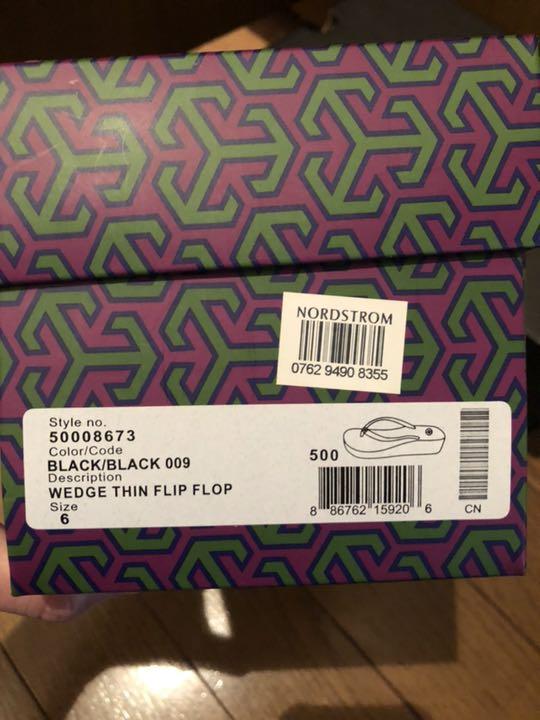 NORDSTROM
0762 9490 8355
Style no.
50008673
Color/Code
BLACK/BLACK 009
Description
WEDGE THIN FLIP FLOP
Size
6
500
8 86762 15920 6
CN